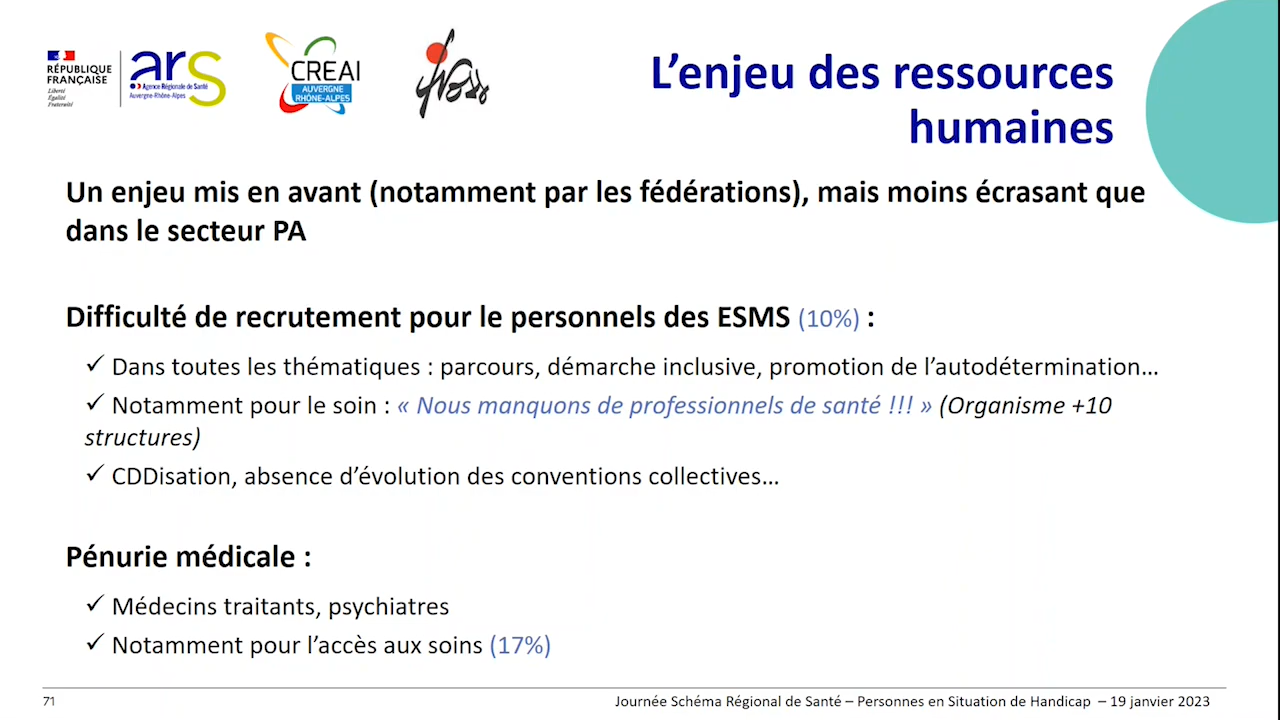 RÉPUBLIQUE
FRANÇAISE
Liberté
Égalité
Fraternité
ars
Agence Régionale de Santé
Auvergne-Rhône-Alpes
CREAI
AUVERGNE
RHÔNE-ALPES
L’enjeu des ressources
humaines
Un enjeu mis en avant (notamment par les fédérations), mais moins écrasant que
dans le secteur PA
Difficulté de recrutement pour le personnels des ESMS (10%) :
✓ Dans toutes les thématiques : parcours, démarche inclusive, promotion de l’autodétermination…
✓ Notamment pour le soin : « Nous manquons de professionnels de santé !!! » (Organisme +10
structures)
✓ CDDisation, absence d’évolution des conventions collectives…
Pénurie médicale :
✓ Médecins traitants, psychiatres
✓ Notamment pour l’accès aux soins (17%)
71
Journée Schéma Régional de Santé – Personnes en Situation de Handicap – 19 janvier 2023